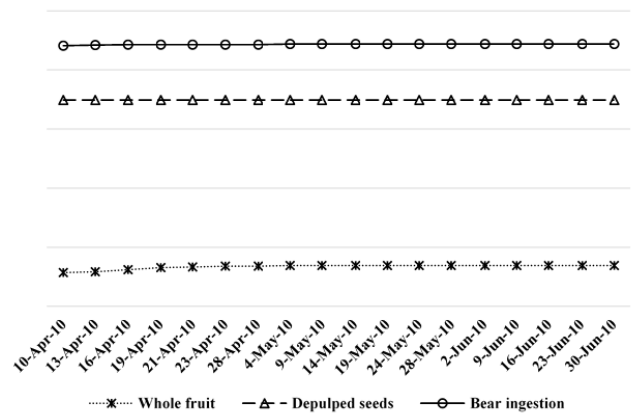 10-Apr-10
13-Apr-10
16-Apr-10
19-Apr-10
21-Apr-10
23-Apr-10
28-Apr-10
4-May-10
9-May-10
14-May-10
19-May-10
24-May-10
28-May-10
2-Jun-10
9-Jun-10
16-Jun-10
23-Jun-10
30-Jun-10
Whole fruit Depulped seeds Bear ingestion